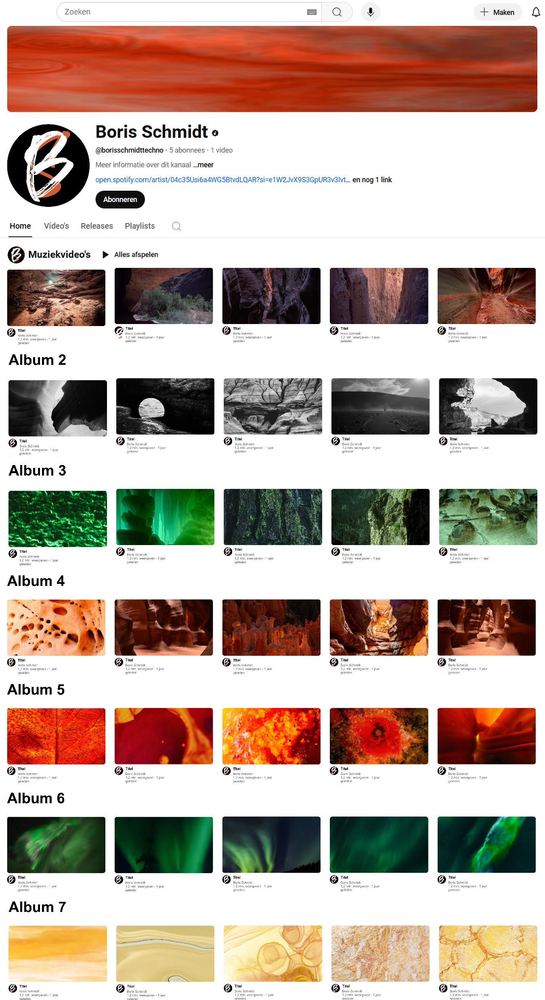 Zoeken
Maken
Boris Schmidt
@borisschmidttechno · 5 abonnees · 1 video
Meer informatie over dit kanaal ...meer
open.spotify.com/artist/04c35Usi6a4WG5BtvdLQAR?si=e1W2JvX9S3GpUR3v3Ivt... en nog 1 link
Abonneren
Home Video's Releases Playlists
Muziekvideo's Alles afspelen
Titel Titel Titel Titel Titel
Boris Schmidt Boris Schmidt Boris Schmidt Boris Schmidt Boris Schmidt
1,2 mln. weergaven - 1 jaar 1,2 mln. weergaven - 1 jaar 1,2 mln. weergaven - 1 jaar 1,2 mln. weergaven - 1 jaar 1,2 mln. weergaven - 1 jaar
geleden geleden geleden geleden geleden
Album 2
Titel Titel Titel Titel Titel
Boris Schmidt Boris Schmidt Boris Schmidt Boris Schmidt Boris Schmidt
1,2 mln. weergaven - 1 jaar 1,2 mln. weergaven - 1 jaar 1,2 mln. weergaven - 1 jaar 1,2 mln. weergaven - 1 jaar 1,2 mln. weergaven - 1 jaar
geleden geleden geleden geleden geleden
Album 3
Titel Titel Titel Titel Titel
Boris Schmidt Boris Schmidt Boris Schmidt Boris Schmidt Boris Schmidt
1,2 mln. weergaven - 1 jaar 1,2 mln. weergaven - 1 jaar 1,2 mln. weergaven - 1 jaar 1,2 mln. weergaven - 1 jaar 1,2 mln. weergaven - 1 jaar
geleden geleden geleden geleden geleden
Album 4
Titel Titel Titel Titel Titel
Boris Schmidt Boris Schmidt Boris Schmidt Boris Schmidt Boris Schmidt
1,2 mln. weergaven - 1 jaar 1,2 mln. weergaven - 1 jaar 1,2 mln. weergaven - 1 jaar 1,2 mln. weergaven - 1 jaar 1,2 mln. weergaven - 1 jaar
geleden geleden geleden geleden geleden
Album 5
Titel Titel Titel Titel Titel
Boris Schmidt Boris Schmidt Boris Schmidt Boris Schmidt Boris Schmidt
1,2 mln. weergaven - 1 jaar 1,2 mln. weergaven - 1 jaar 1,2 mln. weergaven - 1 jaar 1,2 mln. weergaven - 1 jaar 1,2 mln. weergaven - 1 jaar
geleden geleden geleden geleden geleden
Album 6
Titel Titel Titel Titel Titel
Boris Schmidt Boris Schmidt Boris Schmidt Boris Schmidt Boris Schmidt
1,2 mln. weergaven - 1 jaar 1,2 mln. weergaven - 1 jaar 1,2 mln. weergaven - 1 jaar 1,2 mln. weergaven - 1 jaar 1,2 mln. weergaven - 1 jaar
geleden geleden geleden geleden geleden
Album 7
Titel Titel Titel Titel Titel
Boris Schmidt Boris Schmidt Boris Schmidt Boris Schmidt Boris Schmidt
1,2 mln. weergaven - 1 jaar 1,2 mln. weergaven - 1 jaar 1,2 mln. weergaven - 1 jaar 1,2 mln. weergaven - 1 jaar 1,2 mln. weergaven - 1 jaar
geleden geleden geleden geleden geleden